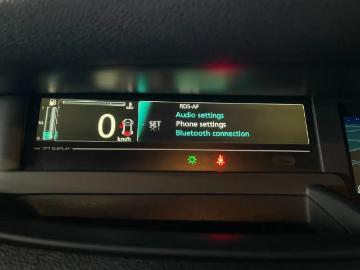 RDS-AF
Audio settings
0
SET
Phone settings
km/h
Bluetooth connection
TFT DISPLAY